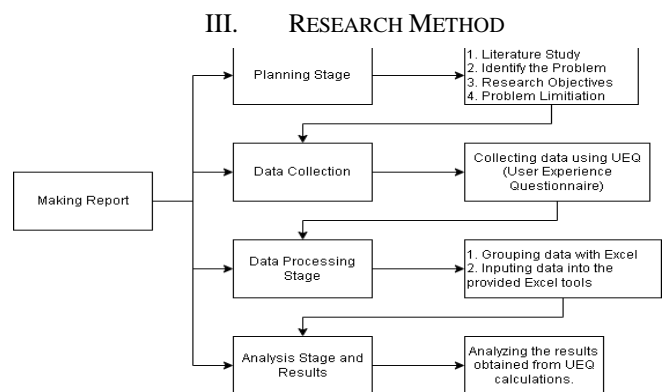 III. RESEARCH METHOD
Planning Stage
1. Literature Study
2. Identify the Problem
3. Research Objectives
4. Problem Limitiation
Data Collection
Collecting data using UEQ
(User Experience
Questionnaire)
Making Report
Data Processing
Stage
1. Grouping data with Excel
2. Inputing data into the
provided Excel tools
Analysis Stage and
Results
Analyzing the results
obtained from UEQ
calculations.